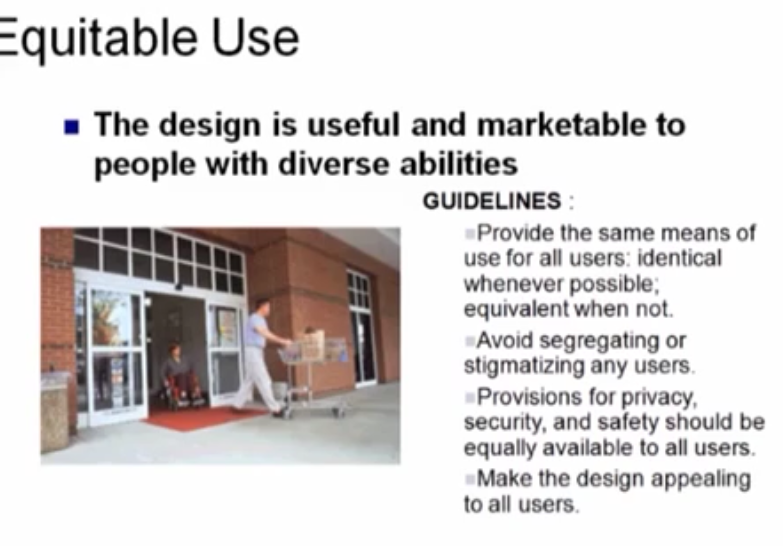 Equitable Use
The design is useful and marketable to
people with diverse abilities
GUIDELINES :
Provide the same means of
use for all users: identical
whenever possible;
equivalent when not.
Avoid segregating or
stigmatizing any users.
Provisions for privacy,
security, and safety should be
equally available to all users.
Make the design appealing
to all users.